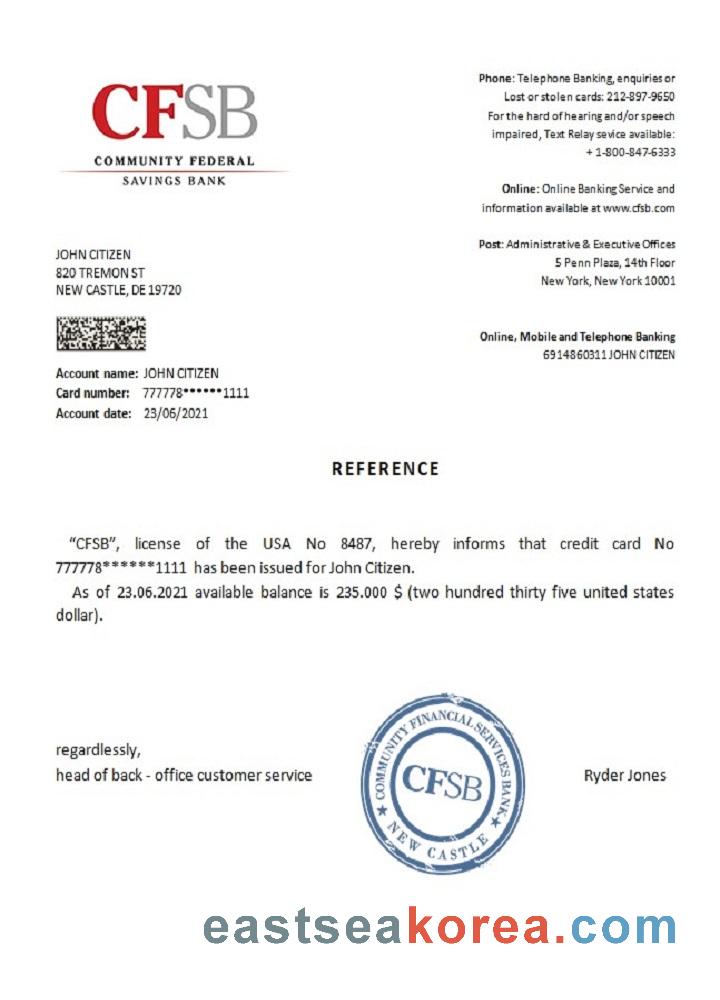 CFSB
COMMUNITY FEDERAL
SAVINGS BANK
Phone: Telephone Banking, enquiries or
Lost or stolen cards: 212-897-9650
For the hard of hearing and/or speech
impaired, Text Relay sevice available:
+ 1-800-847-6333
Online: Online Banking Service and
information available at www.cfsb.com
Post: Administrative & Executive Offices
5 Penn Plaza, 14th Floor
New York, New York 10001
JOHN CITIZEN
820 TREMON ST
NEW CASTLE, DE 19720
Online, Mobile and Telephone Banking
6914860311 JOHN CITIZEN
Account name: JOHN CITIZEN
Card number: 777778******1111
Account date: 23/06/2021
REFERENCE
“CFSB”, license of the USA No 8487, hereby informs that credit card No
777778******1111 has been issued for John Citizen.
As of 23.06.2021 available balance is 235.000 $ (two hundred thirty five united states
dollar).
regardlessly,
head of back - office customer service
COMMUNITY FINANCIAL SERVICES BANK
CFSB
NEW CASTLE
Ryder Jones
eastseakorea.com